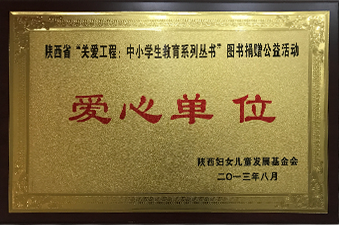 陕西省“关爱工程：中小学生教育系列丛书”图书捐赠公益活动
爱心单位
陕西妇女儿童发展基金会
二〇一三年八月